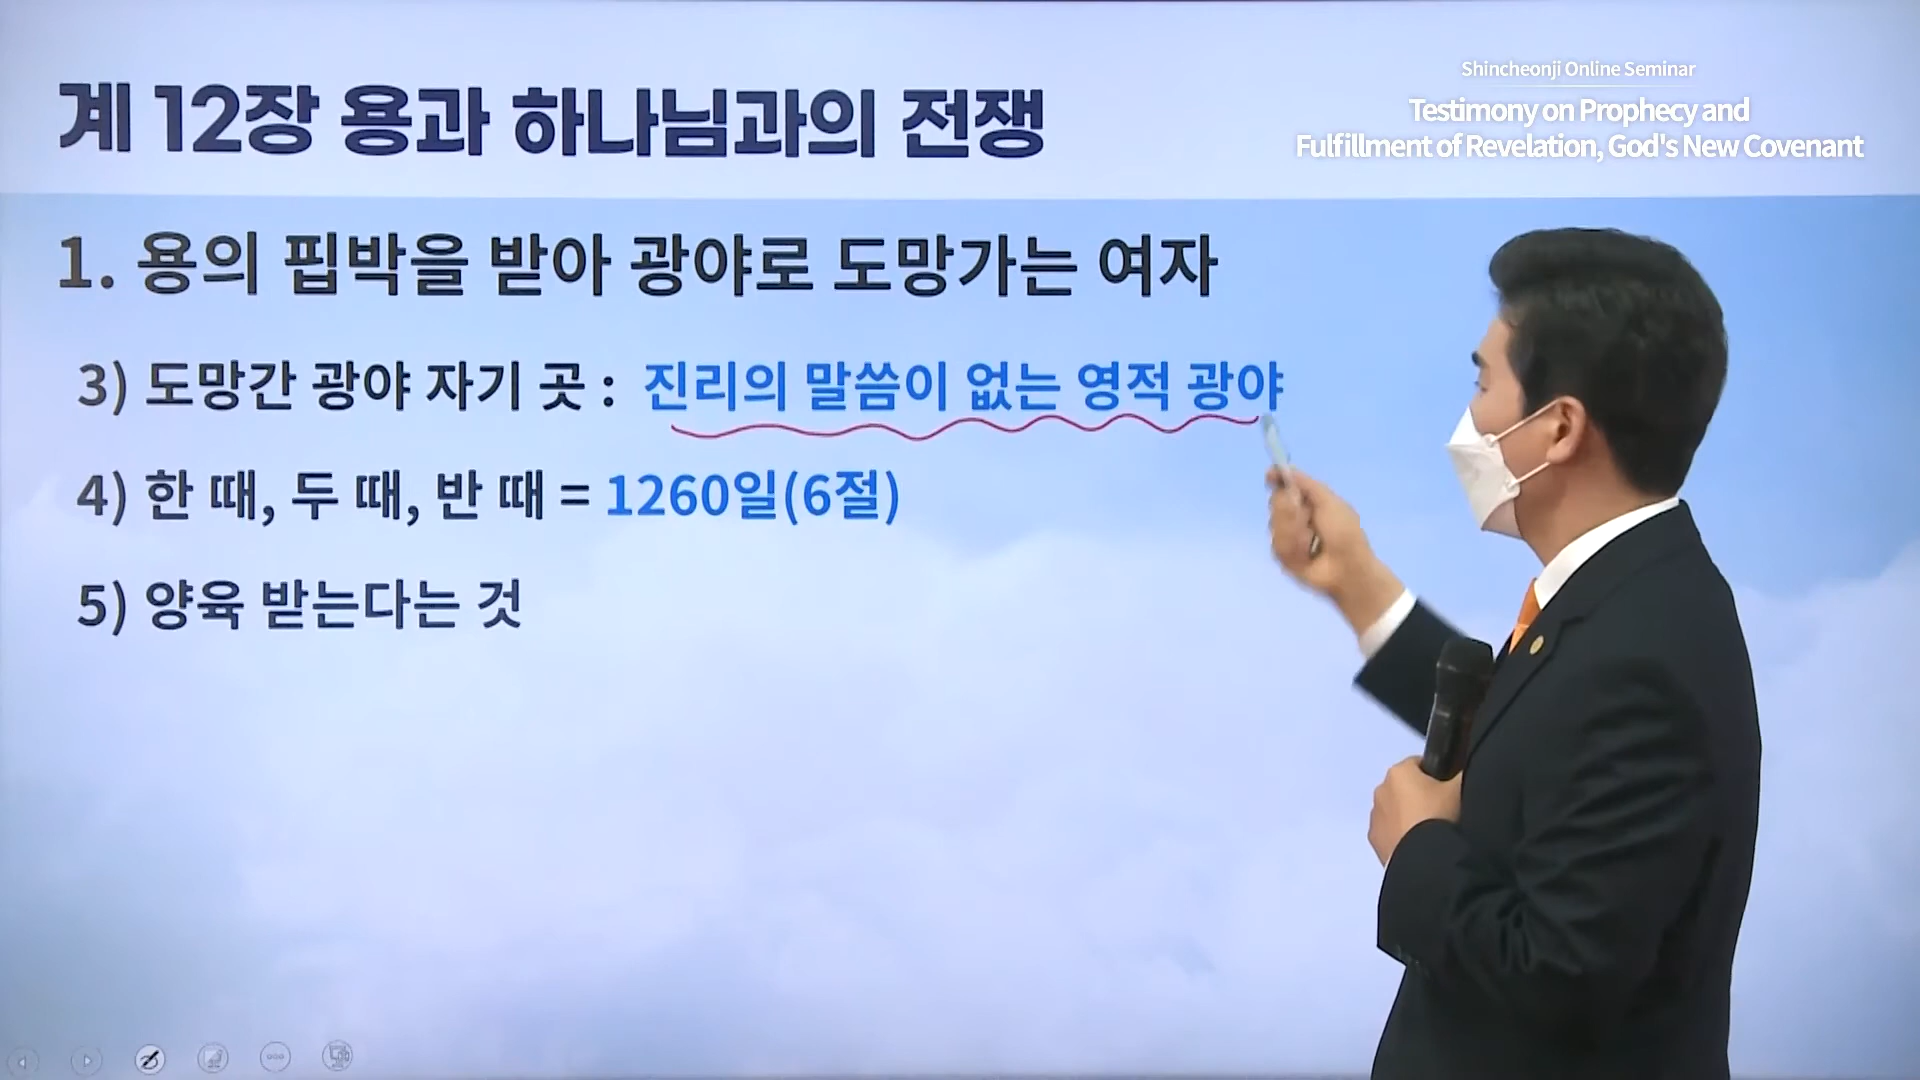 계 12장 용과 하나님과의 전쟁
Shincheonji Online Seminar
Testimony on Prophecy and
Fulfillment of Revelation, God's New Covenant
1. 용의 핍박을 받아 광야로 도망가는 여자
3) 도망간 광야 자기 곳 : 진리의 말씀이 없는 영적 광야
4) 한 때, 두 때, 반 때 = 1260일(6절)
5) 양육 받는다는 것